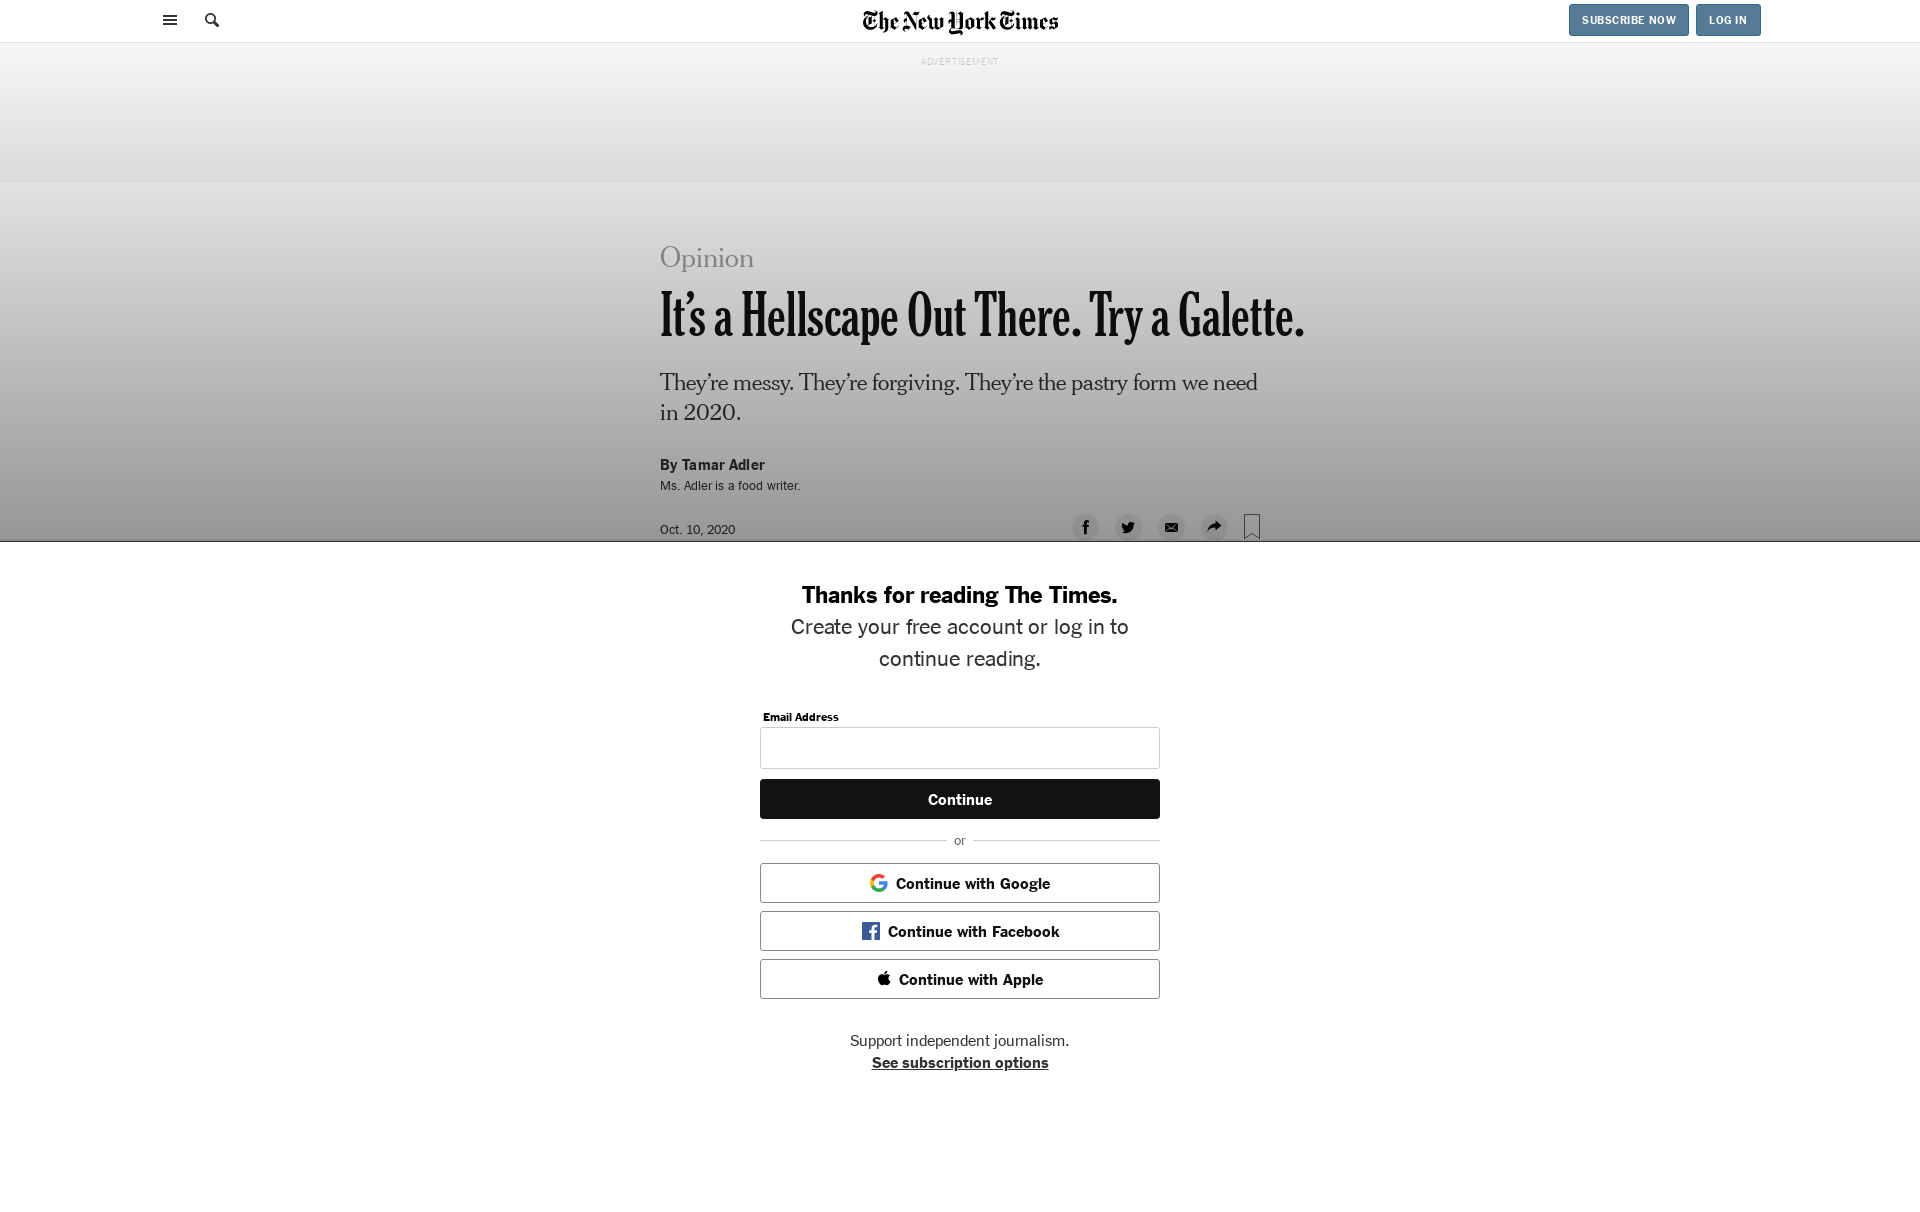 The New York Times
SUBSCRIBE NOW
LOG IN
ADVERTISEMENT
Opinion
It’s a Hellscape Out There. Try a Galette.
They’re messy. They’re forgiving. They’re the pastry form we need
in 2020.
By Tamar Adler
Ms. Adler is a food writer.
Oct. 10, 2020
Thanks for reading The Times.
Create your free account or log in to
continue reading.
Email Address
Continue
or
Continue with Google
Continue with Facebook
Continue with Apple
Support independent journalism.
See subscription options